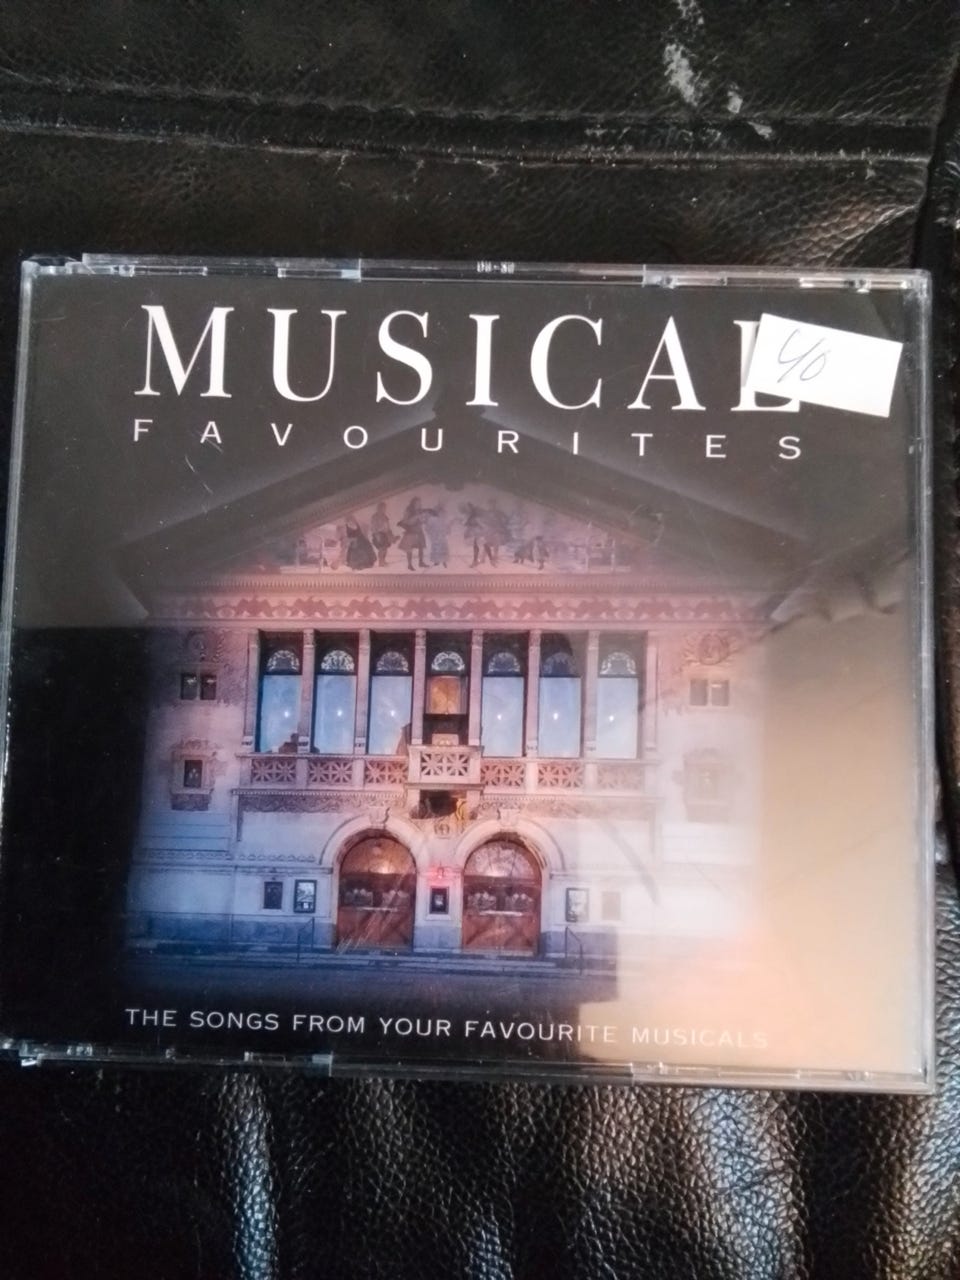 MUSICAL
40
FAVOURITES
THE SONGS FROM YOUR FAVOURITE MUSICALS